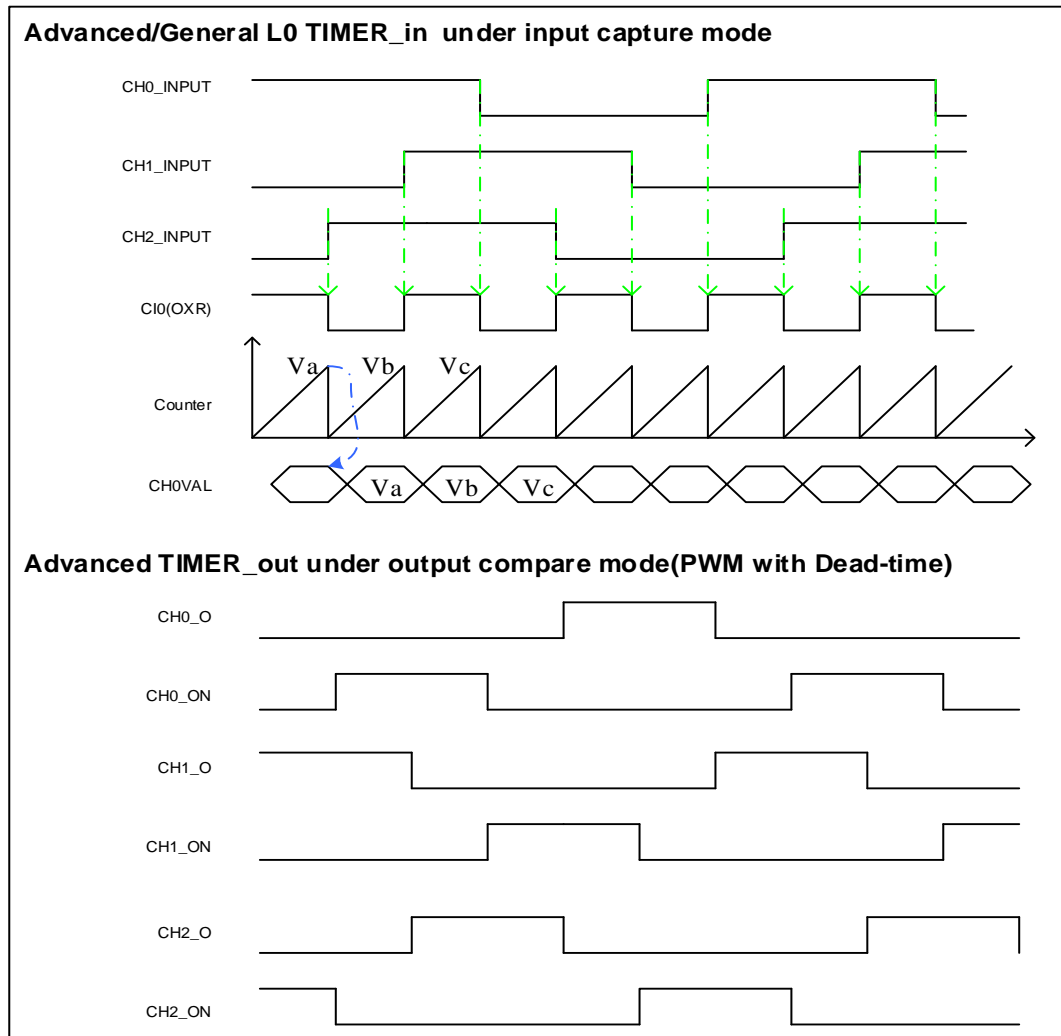 Advanced/General L0 TIMER_in under input capture mode
CH0_INPUT
CH1_INPUT
CH2_INPUT
CI0(OXR)
Va Vb Vc
Counter
CH0VAL Va Vb Vc
Advanced TIMER_out under output compare mode(PWM with Dead-time)
CH0_O
CH0_ON
CH1_O
CH1_ON
CH2_O
CH2_ON